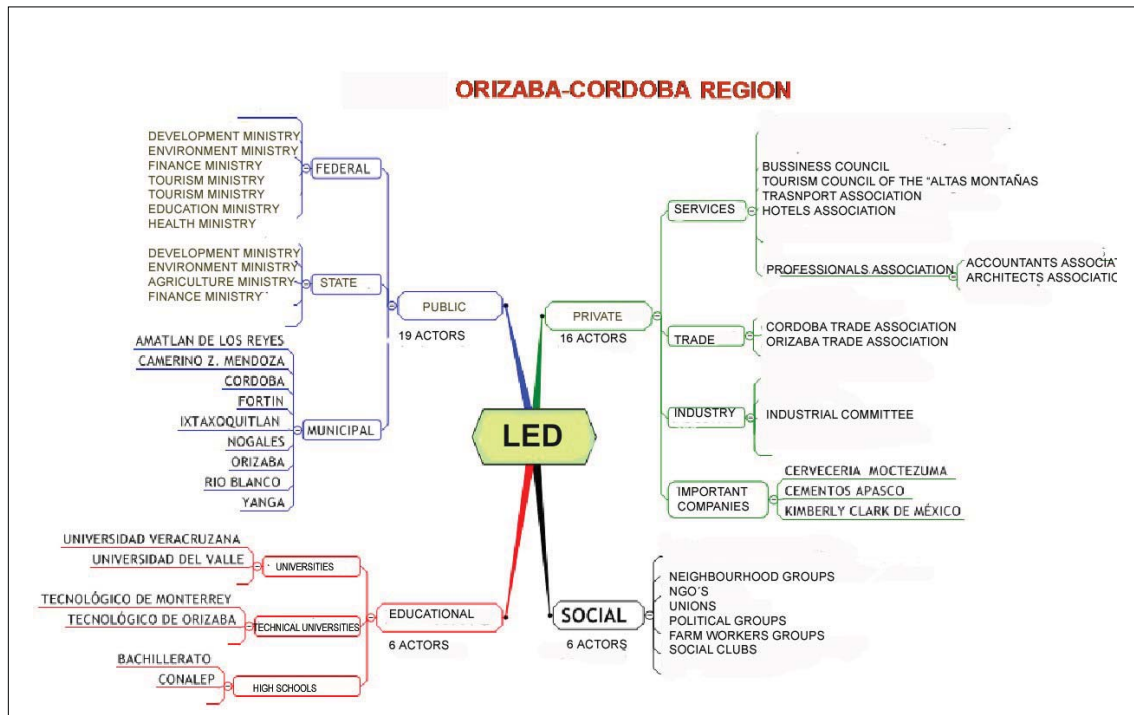 ORIZABA-CORDOBA REGION
DEVELOPMENT MINISTRY
ENVIRONMENT MINISTRY
FINANCE MINISTRY
TOURISM MINISTRY
TOURISM MINISTRY
EDUCATION MINISTRY
HEALTH MINISTRY
FEDERAL
DEVELOPMENT MINISTRY
ENVIRONMENT MINISTRY
AGRICULTURE MINISTRY
FINANCE MINISTRY
STATE
PUBLIC
19 ACTORS
AMATLAN DE LOS REYES
CAMERINO Z. MENDOZA
CORDOBA
FORTIN
IXTAXOQUITLAN
NOGALES
ORIZABA
RIO BLANCO
YANGA
MUNICIPAL
LED
BUSSINESS COUNCIL
TOURISM COUNCIL OF THE "ALTAS MONTAÑAS
TRASNPORT ASSOCIATION
HOTELS ASSOCIATION
SERVICES
PROFESSIONALS ASSOCIATION
ACCOUNTANTS ASSOCIAT
ARCHITECTS ASSOCIATIC
PRIVATE
16 ACTORS
TRADE
CORDOBA TRADE ASSOCIATION
ORIZABA TRADE ASSOCIATION
INDUSTRY
INDUSTRIAL COMMITTEE
IMPORTANT
COMPANIES
CERVECERIA MOCTEZUMA
CEMENTOS APASCO
KIMBERLY CLARK DE MÉXICO
UNIVERSIDAD VERACRUZANA
UNIVERSIDAD DEL VALLE
UNIVERSITIES
TECNOLÓGICO DE MONTERREY
TECNOLÓGICO DE ORIZABA
TECHNICAL UNIVERSITIES
BACHILLERATO
CONALEP
HIGH SCHOOLS
EDUCATIONAL
6 ACTORS
SOCIAL
6 ACTORS
NEIGHBOURHOOD GROUPS
NGO´S
UNIONS
POLITICAL GROUPS
FARM WORKERS GROUPS
SOCIAL CLUBS